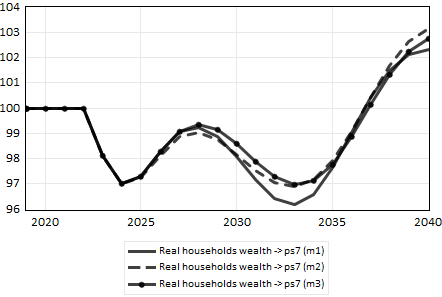 104
103
102
101
100
99
98
97
96
2020 2025 2030 2035 2040
Real households wealth -> ps7 (m1)
Real households wealth -> ps7 (m2)
Real households wealth -> ps7 (m3)